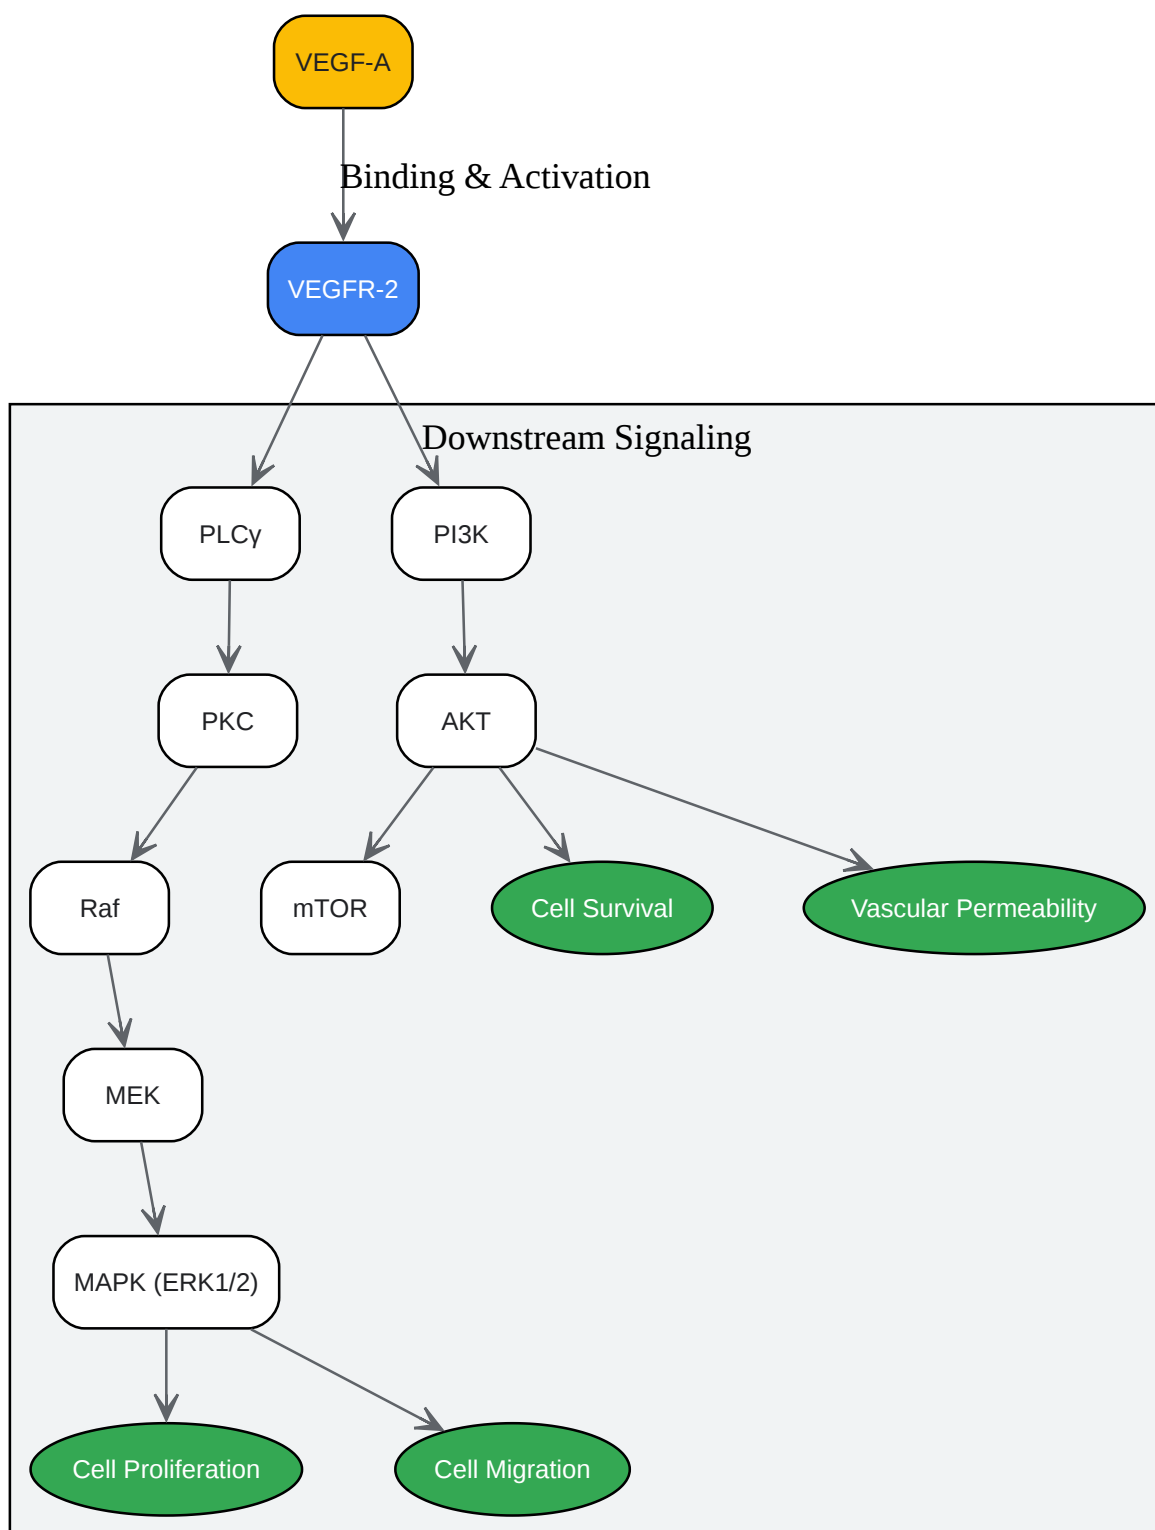 VEGF-A
Binding & Activation
VEGFR-2
Downstream Signaling
PLCγ
PI3K
PKC
AKT
Raf
mTOR
Cell Survival
Vascular Permeability
MEK
MAPK (ERK1/2)
Cell Proliferation
Cell Migration